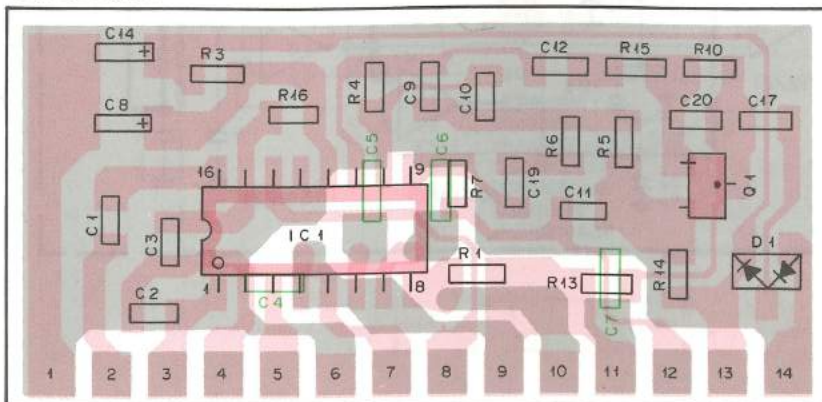 C14
R3
C12
R15
R10
R4
C9
C10
C8
R16
C20
C17
C5
C6
R6
R5
16
9
R7
C19
Q1
C1
C3
IC1
C11
R1
R13
R14
D1
1
C4
8
C7
C2
1 2 3 4 5 6 7 8 9 10 11 12 13 14